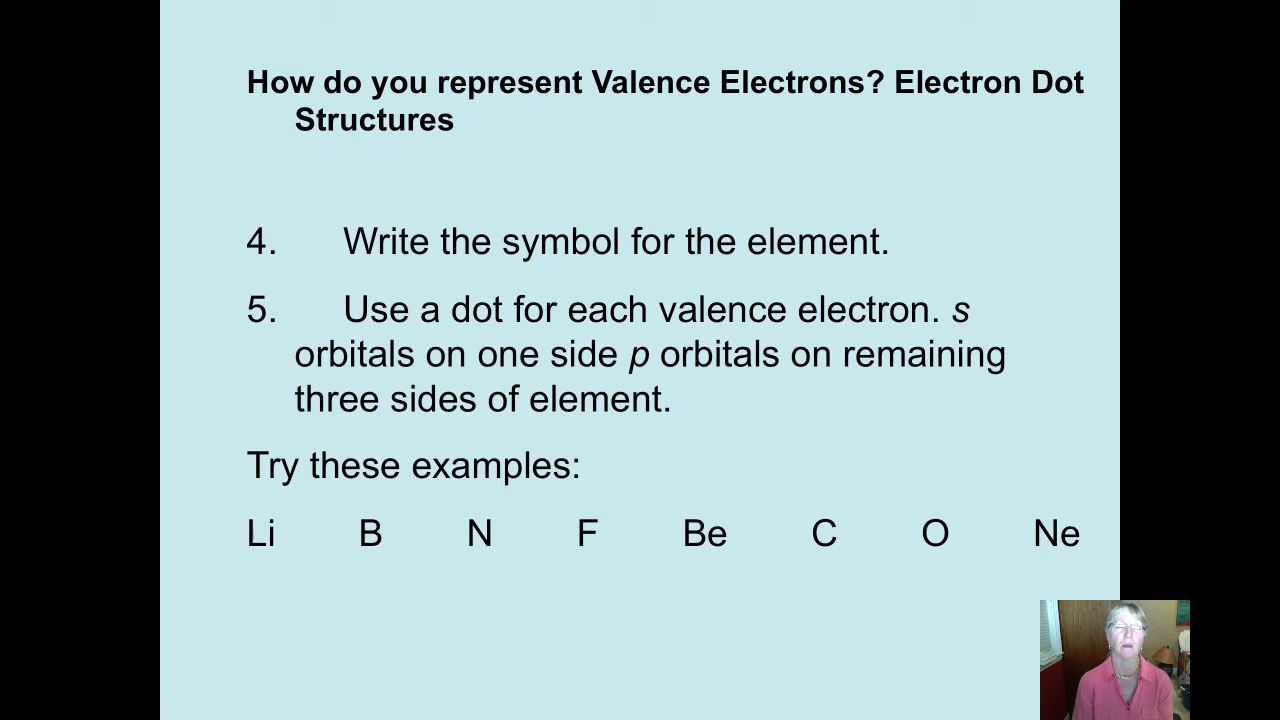 How do you represent Valence Electrons? Electron Dot
Structures
4. Write the symbol for the element.
5. Use a dot for each valence electron. s
orbitals on one side p orbitals on remaining
three sides of element.
Try these examples:
Li B N F Be C O Ne